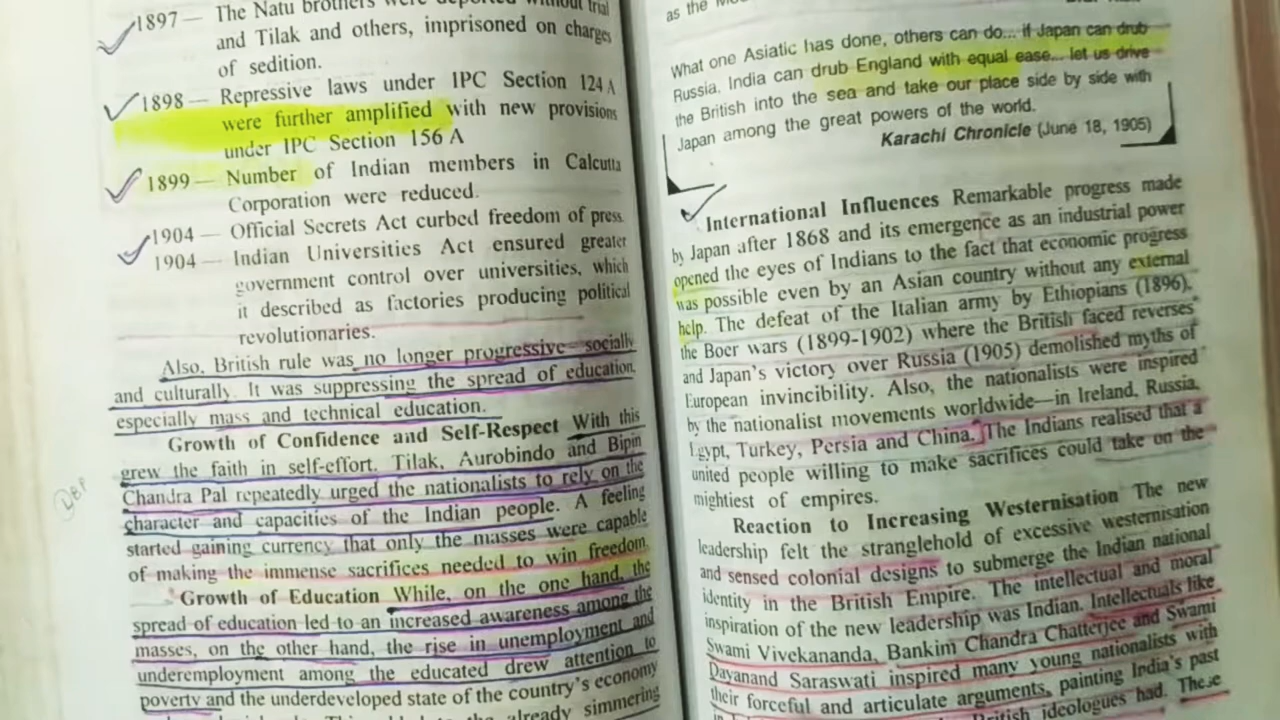 1897 — The Natu brothers were deported without trial
and Tilak and others, imprisoned on charges
of sedition.
1898 — Repressive laws under IPC Section 124 A
were further amplified with new provisions
under IPC Section 156 A
1899 — Number of Indian members in Calcutta
Corporation were reduced.
1904 — Official Secrets Act curbed freedom of press.
1904 — Indian Universities Act ensured greater
government control over universities, which
it described as factories producing political
revolutionaries.
Also, British rule was no longer progressive—socially
and culturally. It was suppressing the spread of education,
especially mass and technical education.
Growth of Confidence and Self-Respect With this
grew the faith in self-effort. Tilak, Aurobindo and Bipin
Chandra Pal repeatedly urged the nationalists to rely on the
character and capacities of the Indian people. A feeling
started gaining currency that only the masses were capable
of making the immense sacrifices needed to win freedom.
Growth of Education While, on the one hand, the
spread of education led to an increased awareness among the
masses, on the other hand, the rise in unemployment and
underemployment among the educated drew attention to
poverty and the underdeveloped state of the country's economy
already simmering
as the
What one Asiatic has done, others can do... if Japan can drub
Russia, India can drub England with equal ease... let us drive
the British into the sea and take our place side by side with
Japan among the great powers of the world.
Karachi Chronicle (June 18, 1905)
International Influences Remarkable progress made
by Japan after 1868 and its emergence as an industrial power
opened the eyes of Indians to the fact that economic progress
was possible even by an Asian country without any external
help. The defeat of the Italian army by Ethiopians (1896),
the Boer wars (1899-1902) where the British faced reverses
and Japan's victory over Russia (1905) demolished myths of
European invincibility. Also, the nationalists were inspired
by the nationalist movements worldwide—in Ireland, Russia,
Egypt, Turkey, Persia and China. The Indians realised that a
united people willing to make sacrifices could take on the
mightiest of empires.
Reaction to Increasing Westernisation The new
leadership felt the stranglehold of excessive westernisation
and sensed colonial designs to submerge the Indian national
identity in the British Empire. The intellectual and moral
inspiration of the new leadership was Indian. Intellectuals like
Swami Vivekananda, Bankim Chandra Chatterjee and Swami
Dayanand Saraswati inspired many young nationalists with
their forceful and articulate arguments, painting India's past
British ideologues had. These